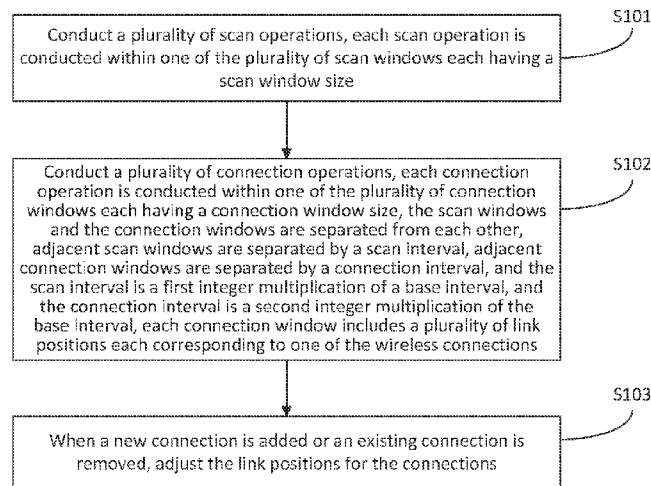 S101
Conduct a plurality of scan operations, each scan operation is
conducted within one of the plurality of scan windows each having a
scan window size
S102
Conduct a plurality of connection operations, each connection
operation is conducted within one of the plurality of connection
windows each having a connection window size, the scan windows
and the connection windows are separated from each other,
adjacent scan windows are separated by a scan interval, adjacent
connection windows are separated by a connection interval, and the
scan interval is a first integer multiplication of a base interval, and
the connection interval is a second integer multiplication of the
base interval, each connection window includes a plurality of link
positions each corresponding to one of the wireless connections
S103
When a new connection is added or an existing connection is
removed, adjust the link positions for the connections